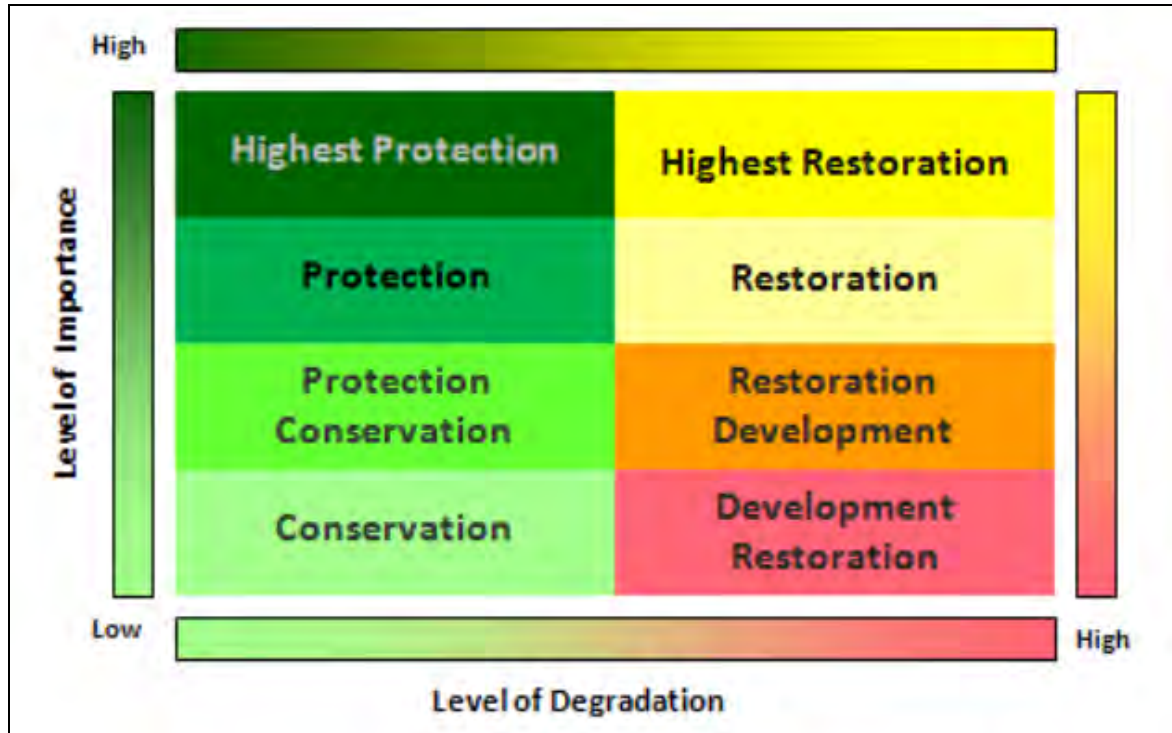 High
Highest Protection
Highest Restoration
Protection
Restoration
Protection
Conservation
Restoration
Development
Conservation
Development
Restoration
Level of Importance
Low
High
Level of Degradation